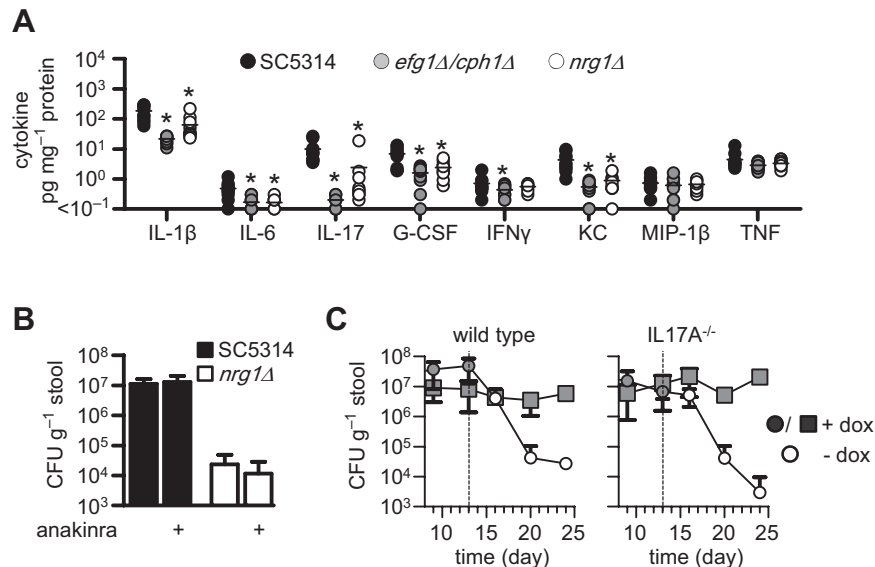 A
SC5314 efg1Δ/cph1Δ nrg1Δ
cytokine
pg mg⁻¹ protein
10⁴
10³
10²
10¹
10⁰
<10⁻¹
* * * * * * * * * * *
IL-1β IL-6 IL-17 G-CSF IFNγ KC MIP-1β TNF
B
SC5314
nrg1Δ
CFU g⁻¹ stool
10⁸
10⁷
10⁶
10⁵
10⁴
10³
anakinra + +
C
wild type IL17A⁻/⁻
CFU g⁻¹ stool
10⁸
10⁷
10⁶
10⁵
10⁴
10³
10 15 20 25 10 15 20 25
time (day) time (day)
/ + dox
- dox